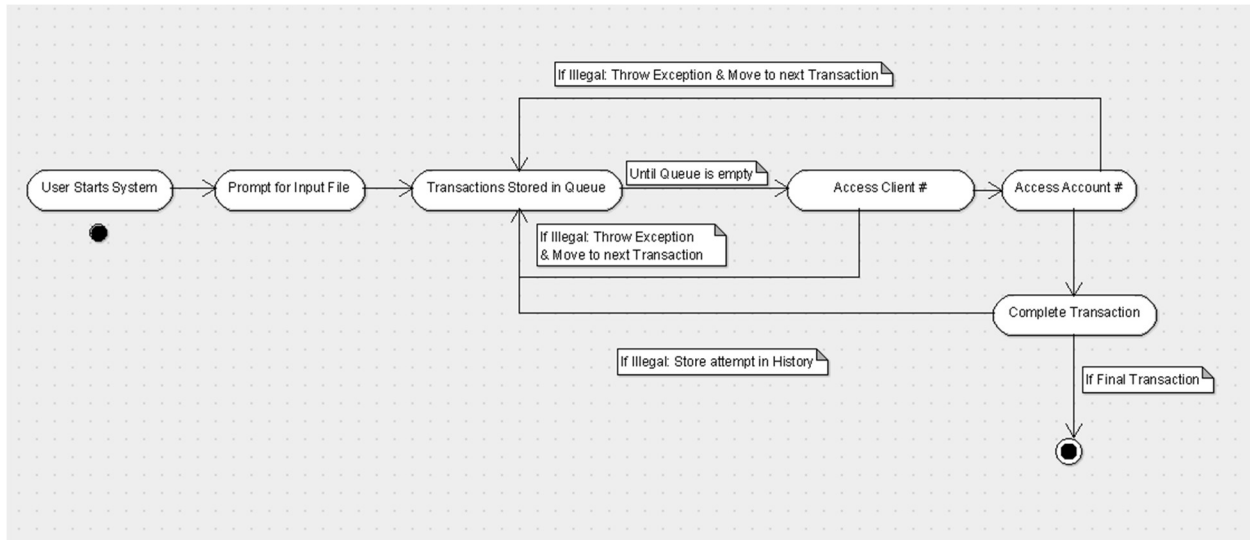 If Illegal: Throw Exception & Move to next Transaction
User Starts System
Prompt for Input File
Transactions Stored in Queue
Until Queue is empty
Access Client #
Access Account #
If Illegal: Throw Exception
& Move to next Transaction
Complete Transaction
If Illegal: Store attempt in History
If Final Transaction